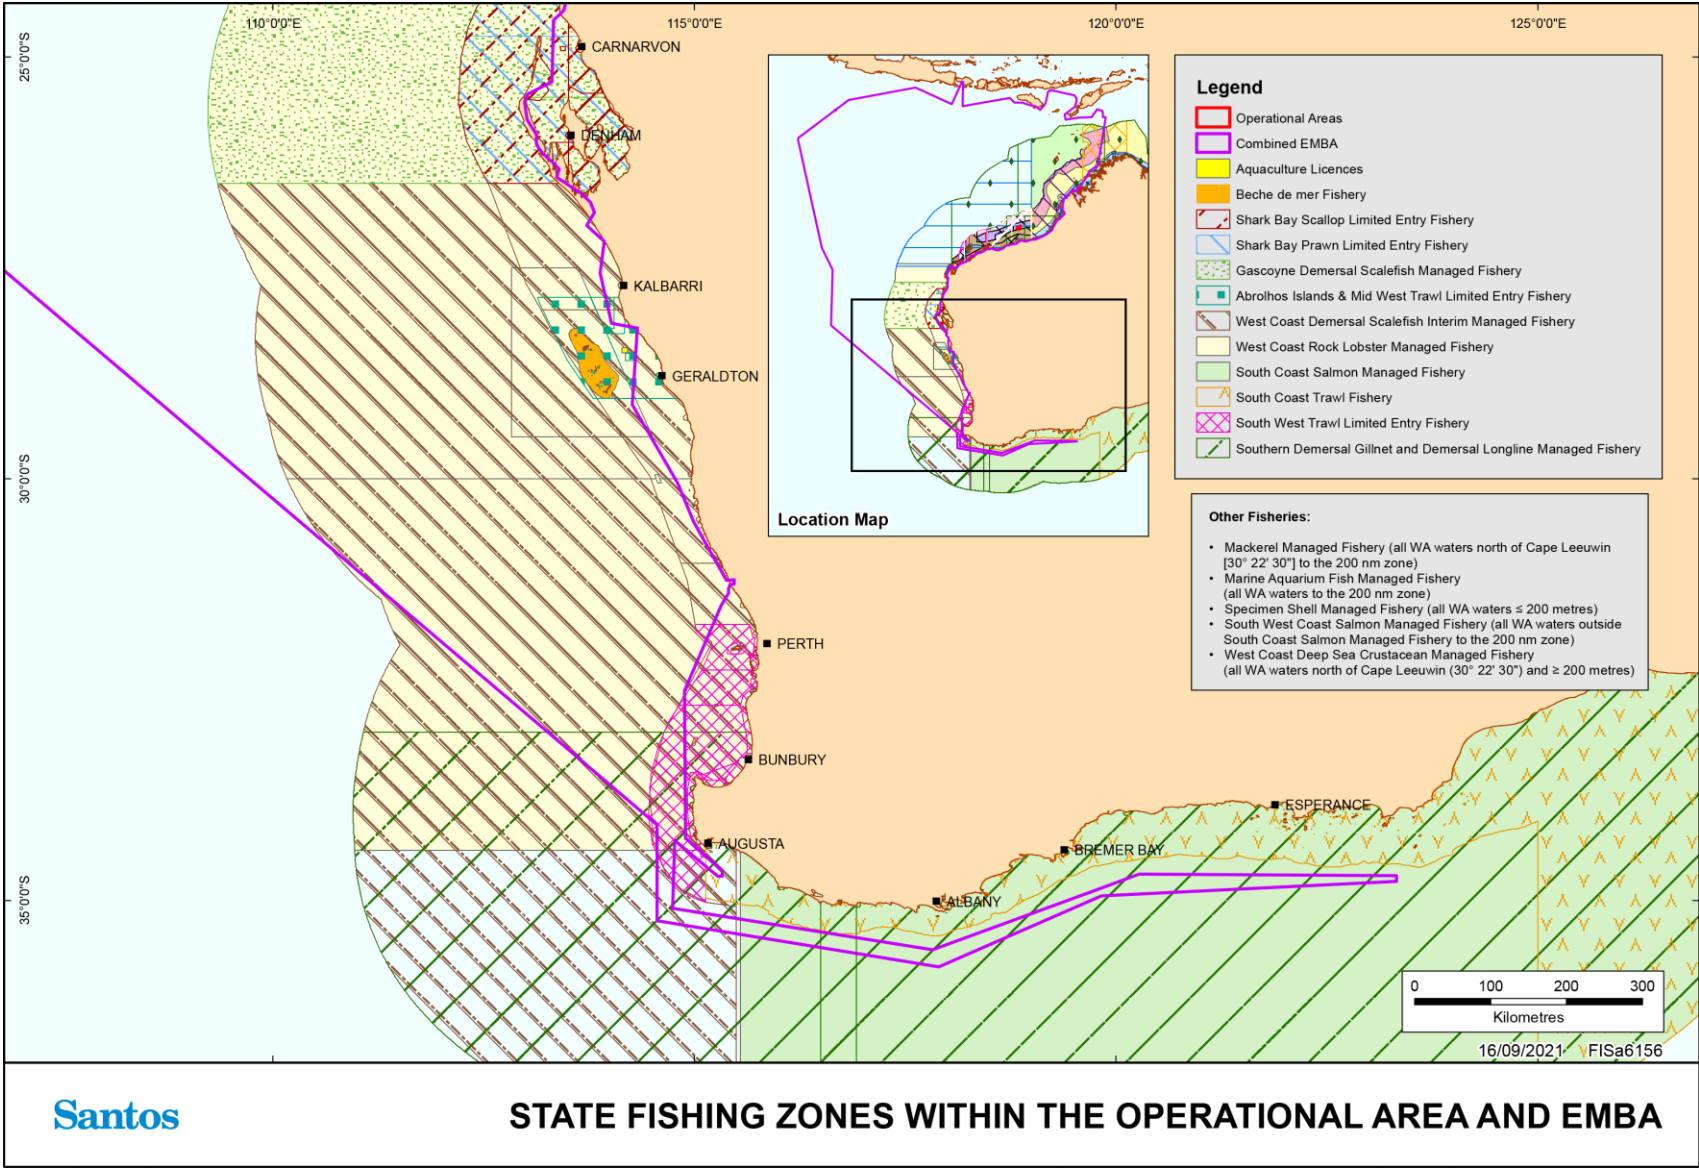 110°0'0"E
115°0'0"E
120°0'0"E
125°0'0"E
25°0'0"S
30°0'0"S
35°0'0"S
CARNARVON
DENHAM
KALBARRI
GERALDTON
PERTH
BUNBURY
AUGUSTA
ALBANY
BREMER BAY
ESPERANCE
Location Map
Legend
Operational Areas
Combined EMBA
Aquaculture Licences
Beche de mer Fishery
Shark Bay Scallop Limited Entry Fishery
Shark Bay Prawn Limited Entry Fishery
Gascoyne Demersal Scalefish Managed Fishery
Abrolhos Islands & Mid West Trawl Limited Entry Fishery
West Coast Demersal Scalefish Interim Managed Fishery
West Coast Rock Lobster Managed Fishery
South Coast Salmon Managed Fishery
South Coast Trawl Fishery
South West Trawl Limited Entry Fishery
Southern Demersal Gillnet and Demersal Longline Managed Fishery
Other Fisheries:
• Mackerel Managed Fishery (all WA waters north of Cape Leeuwin
[30° 22' 30"] to the 200 nm zone)
• Marine Aquarium Fish Managed Fishery
(all WA waters to the 200 nm zone)
• Specimen Shell Managed Fishery (all WA waters ≤ 200 metres)
• South West Coast Salmon Managed Fishery (all WA waters outside
South Coast Salmon Managed Fishery to the 200 nm zone)
• West Coast Deep Sea Crustacean Managed Fishery
(all WA waters north of Cape Leeuwin (30° 22' 30") and ≥ 200 metres)
0 100 200 300
Kilometres
16/09/2021 FISa6156
Santos
STATE FISHING ZONES WITHIN THE OPERATIONAL AREA AND EMBA